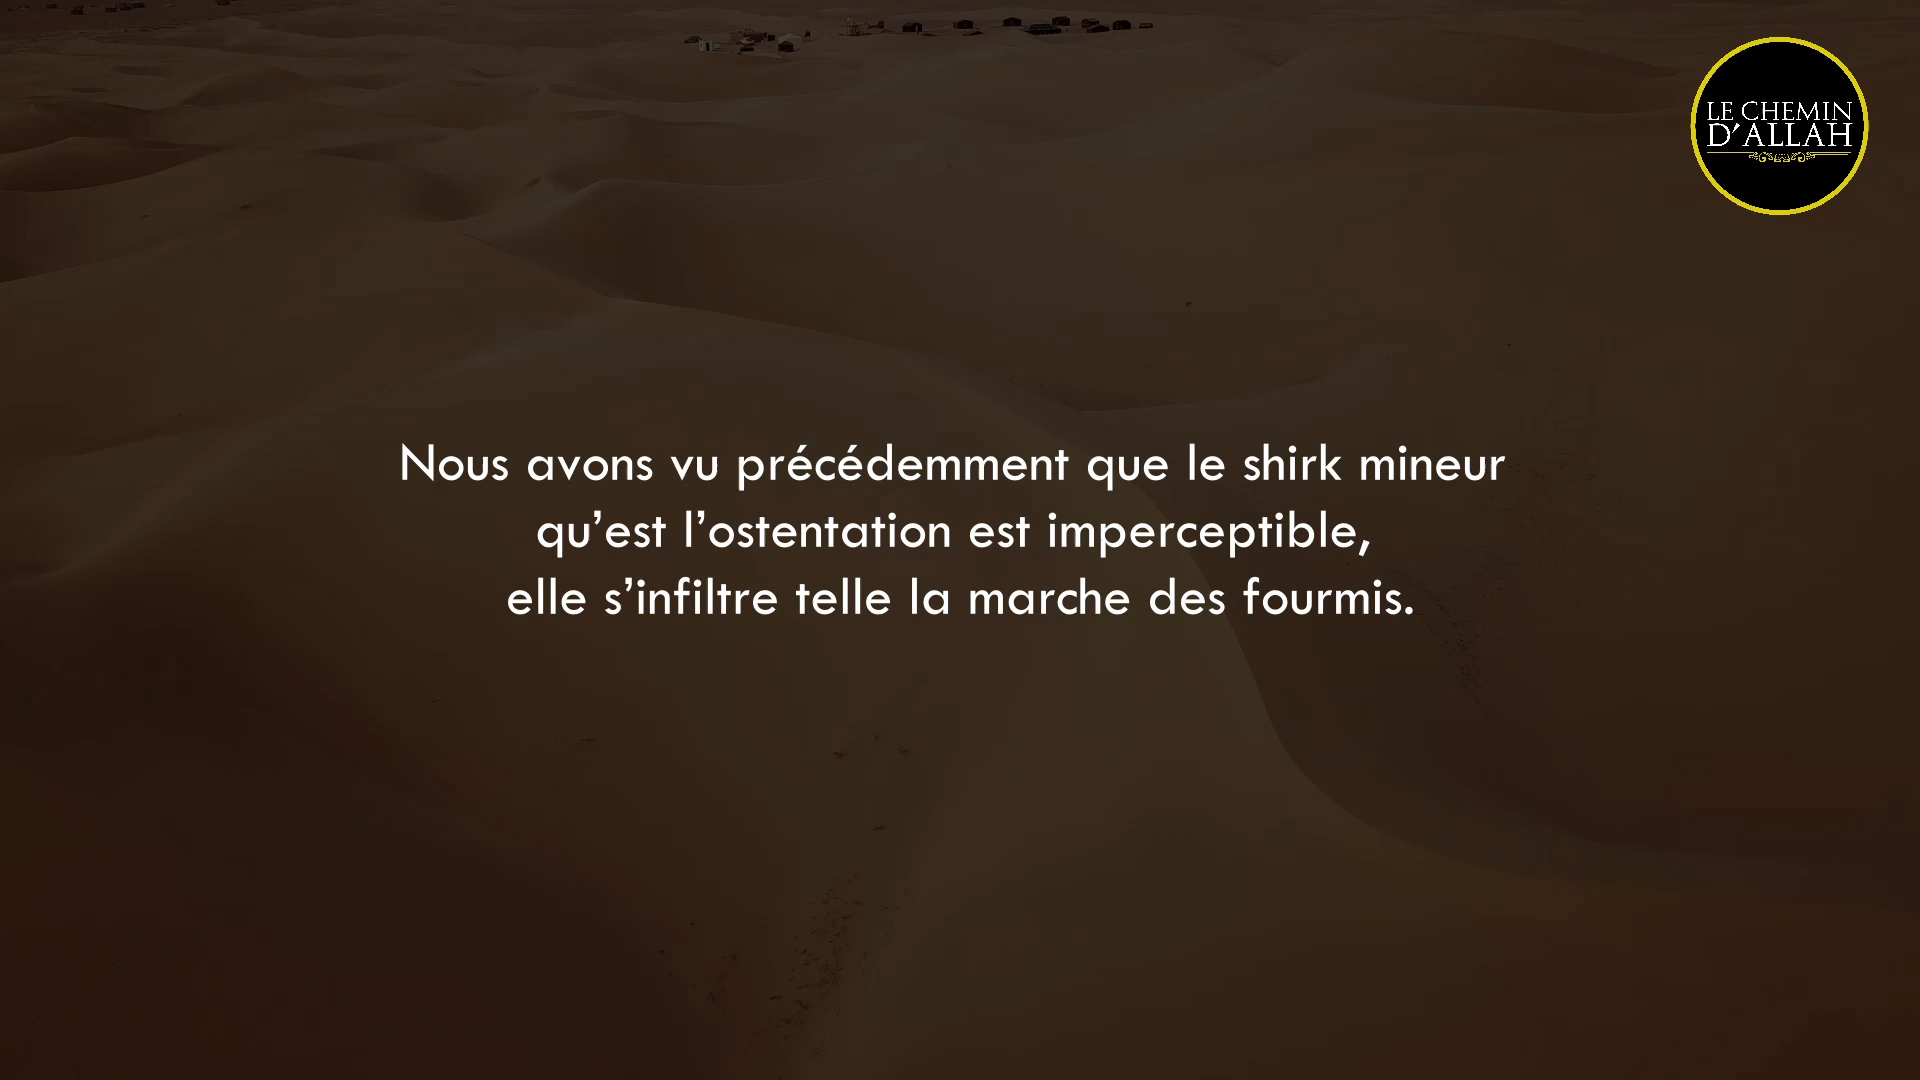 LE CHEMIN
D'ALLAH
Nous avons vu précédemment que le shirk mineur
qu’est l’ostentation est imperceptible,
elle s’infiltre telle la marche des fourmis.